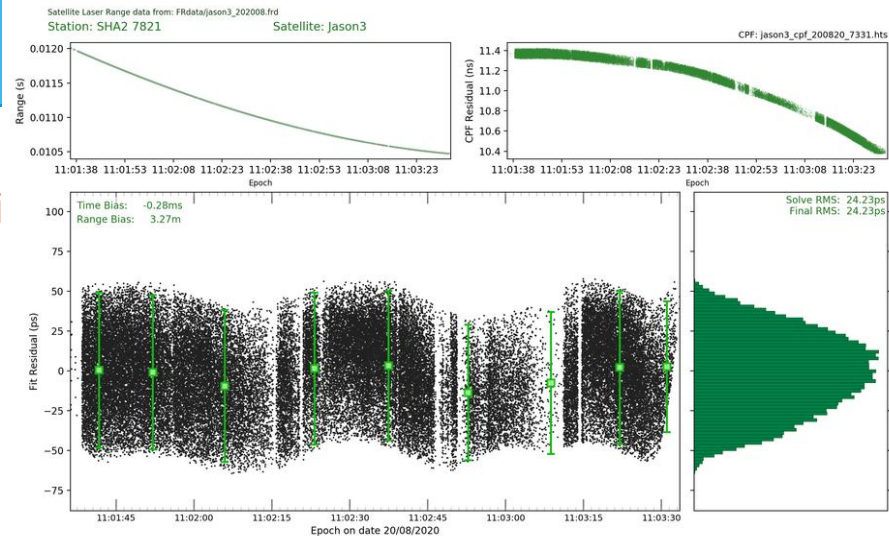 Satellite Laser Range data from: FRdata/jason3_202008.frd
Station: SHA2 7821 Satellite: Jason3
CPF: jason3_cpf_200820_7331.hts
0.0120
0.0115
0.0110
0.0105
Range (s)
11:01:38 11:01:53 11:02:08 11:02:23 11:02:38 11:02:53 11:03:08 11:03:23
Epoch
11.4
11.2
11.0
10.8
10.6
10.4
CPF Residual (ns)
11:01:38 11:01:53 11:02:08 11:02:23 11:02:38 11:02:53 11:03:08 11:03:23
Epoch
Time Bias: -0.28ms
Range Bias: 3.27m
100
75
50
25
0
−25
−50
−75
Fit Residual (ps)
11:01:45 11:02:00 11:02:15 11:02:30 11:02:45 11:03:00 11:03:15 11:03:30
Epoch on date 20/08/2020
Solve RMS: 24.23ps
Final RMS: 24.23ps